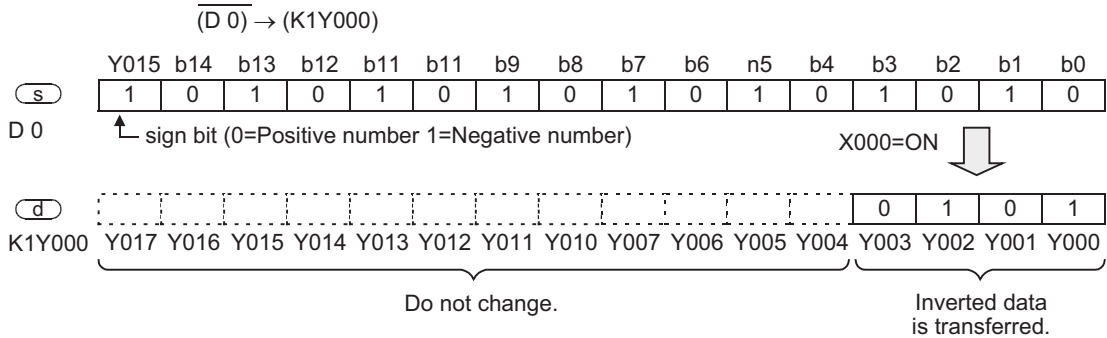 (D 0) → (K1Y000)
Y015 b14 b13 b12 b11 b11 b9 b8 b7 b6 n5 b4 b3 b2 b1 b0
s 1 0 1 0 1 0 1 0 1 0 1 0 1 0 1 0
D 0 sign bit (0=Positive number 1=Negative number) X000=ON
d 0 1 0 1
K1Y000 Y017 Y016 Y015 Y014 Y013 Y012 Y011 Y010 Y007 Y006 Y005 Y004 Y003 Y002 Y001 Y000
Do not change. Inverted data
is transferred.